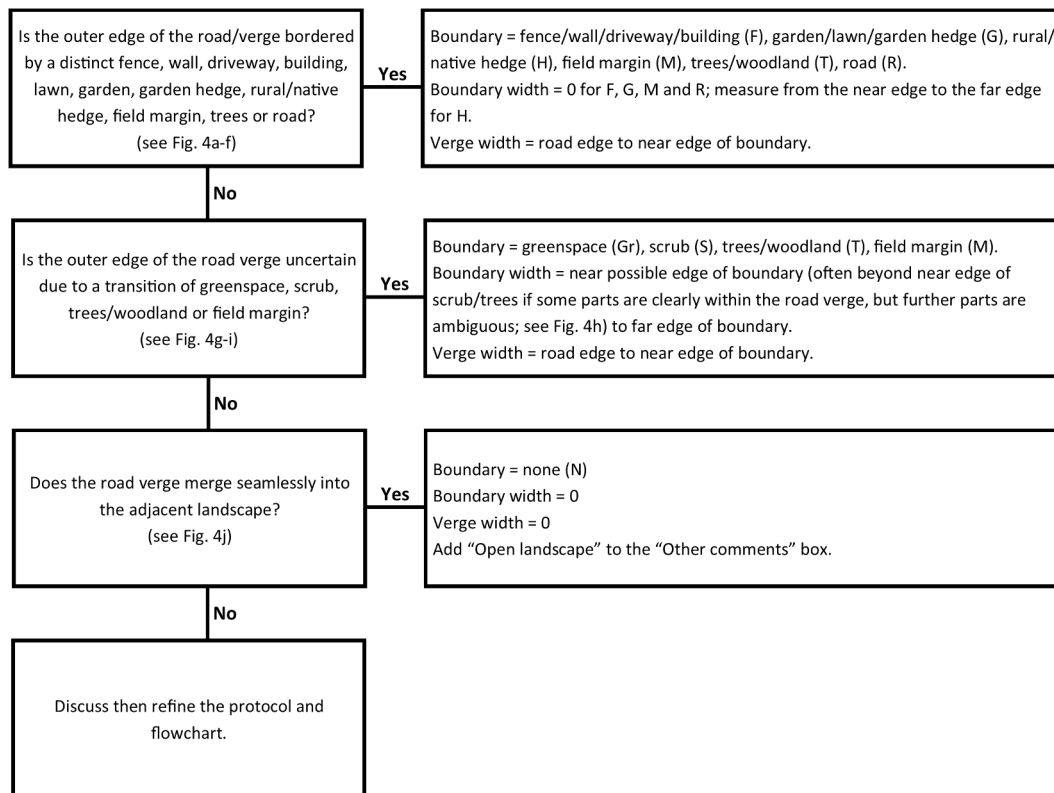 Is the outer edge of the road/verge bordered
by a distinct fence, wall, driveway, building,
lawn, garden, garden hedge, rural/native
hedge, field margin, trees or road?
(see Fig. 4a-f)
Yes
Boundary = fence/wall/driveway/building (F), garden/lawn/garden hedge (G), rural/
native hedge (H), field margin (M), trees/woodland (T), road (R).
Boundary width = 0 for F, G, M and R; measure from the near edge to the far edge
for H.
Verge width = road edge to near edge of boundary.
No
Is the outer edge of the road verge uncertain
due to a transition of greenspace, scrub,
trees/woodland or field margin?
(see Fig. 4g-i)
Yes
Boundary = greenspace (Gr), scrub (S), trees/woodland (T), field margin (M).
Boundary width = near possible edge of boundary (often beyond near edge of
scrub/trees if some parts are clearly within the road verge, but further parts are
ambiguous; see Fig. 4h) to far edge of boundary.
Verge width = road edge to near edge of boundary.
No
Does the road verge merge seamlessly into
the adjacent landscape?
(see Fig. 4j)
Yes
Boundary = none (N)
Boundary width = 0
Verge width = 0
Add “Open landscape” to the “Other comments” box.
No
Discuss then refine the protocol and
flowchart.